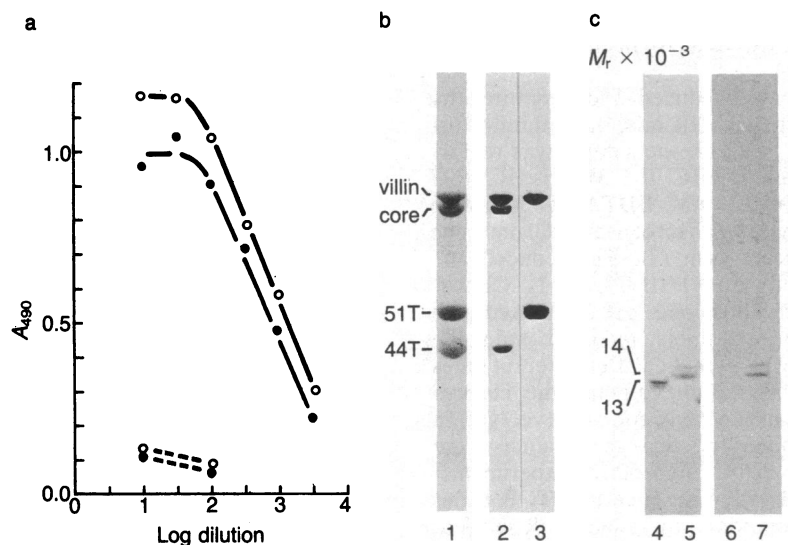 a
A490
1.0
0.5
0.0
0 1 2 3 4
Log dilution
b
villin
core
51T
44T
1 2 3
c
Mr × 10⁻³
14
13
4 5 6 7